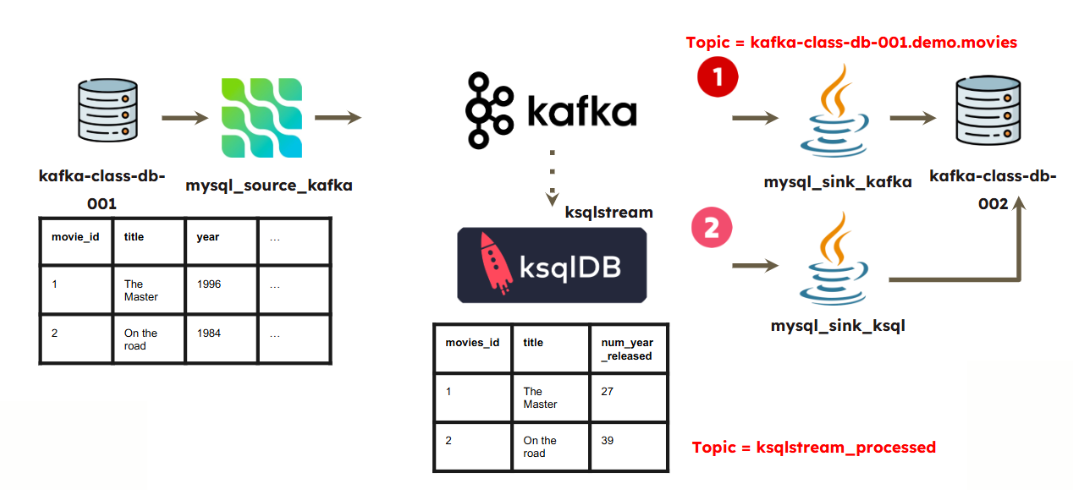 Topic = kafka-class-db-001.demo.movies
1
kafka
kafka-class-db-
001
mysql_source_kafka
mysql_sink_kafka
kafka-class-db-
002
movie_id title year ...
1 The
Master 1996 ...
2 On the
road 1984 ...
ksqlstream
ksqlDB
2
mysql_sink_ksql
movies_id title num_year
_released
1 The
Master 27
2 On the
road 39
Topic = ksqlstream_processed